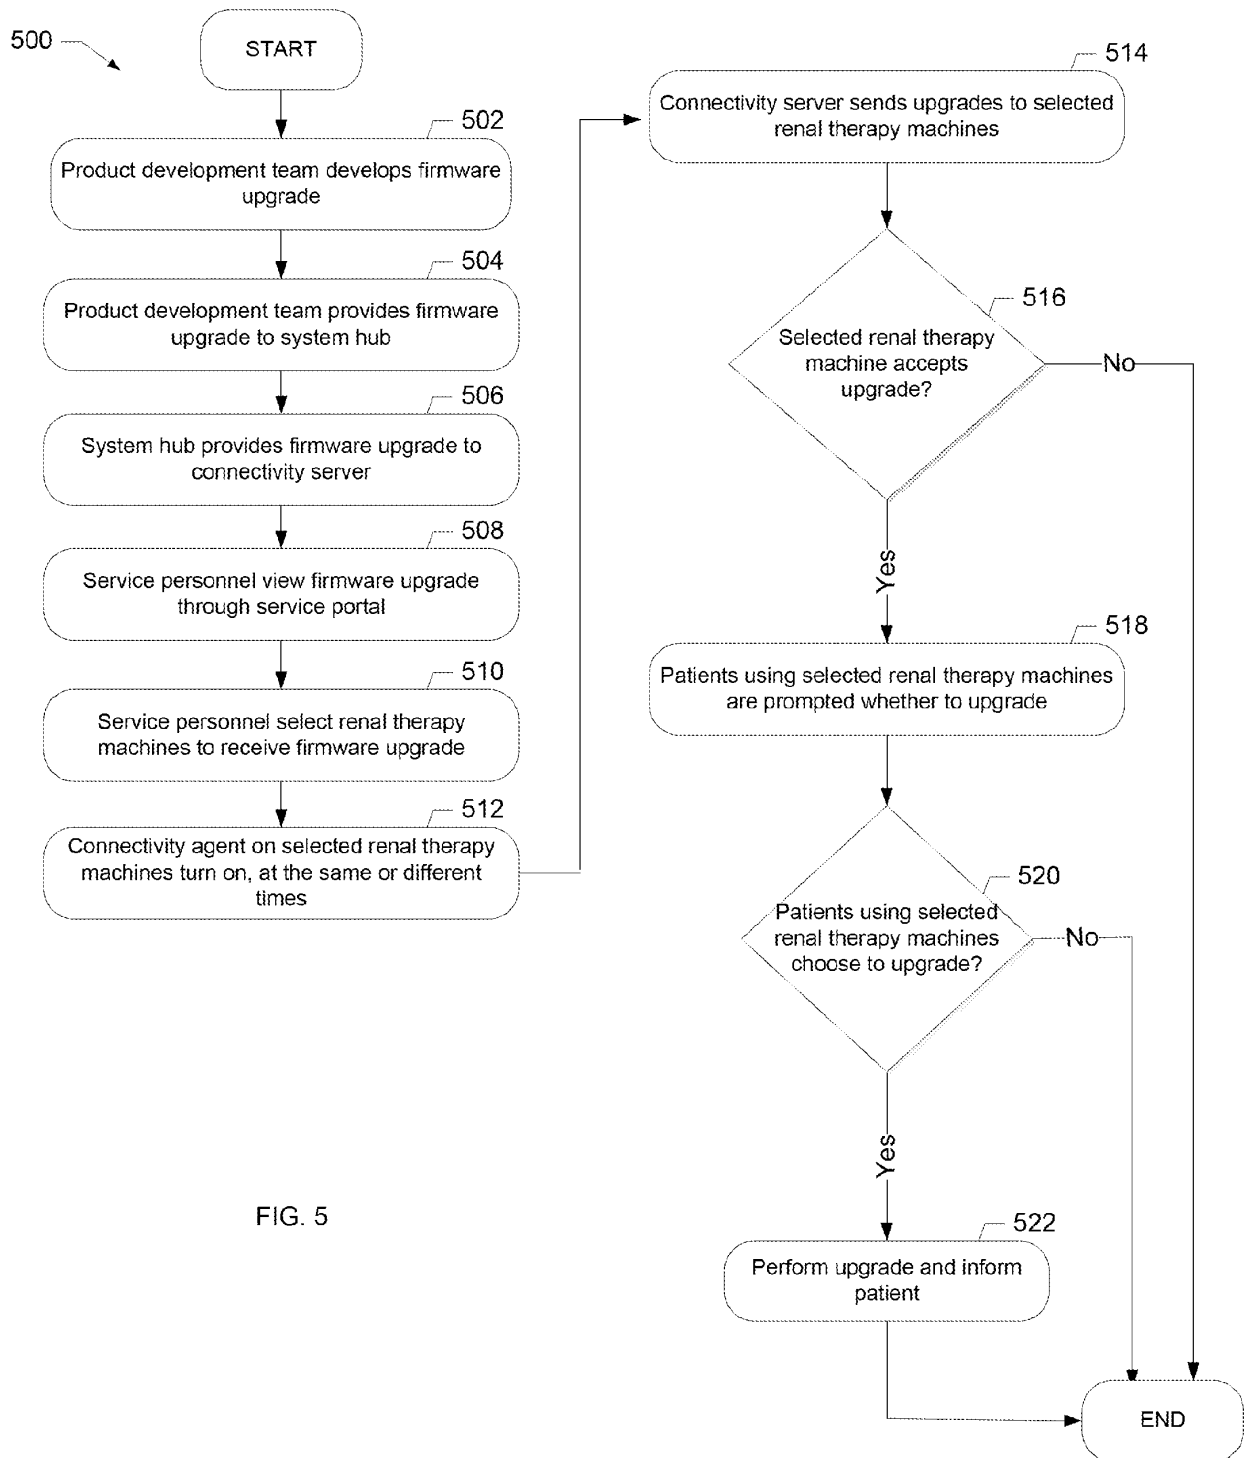 500
START
502
Product development team develops firmware
upgrade
504
Product development team provides firmware
upgrade to system hub
506
System hub provides firmware upgrade to
connectivity server
508
Service personnel view firmware upgrade
through service portal
510
Service personnel select renal therapy
machines to receive firmware upgrade
512
Connectivity agent on selected renal therapy
machines turn on, at the same or different
times
514
Connectivity server sends upgrades to selected
renal therapy machines
516
Selected renal therapy
machine accepts
upgrade?
No
Yes
518
Patients using selected renal therapy machines
are prompted whether to upgrade
520
Patients using selected
renal therapy machines
choose to upgrade?
No
Yes
522
Perform upgrade and inform
patient
END
FIG. 5